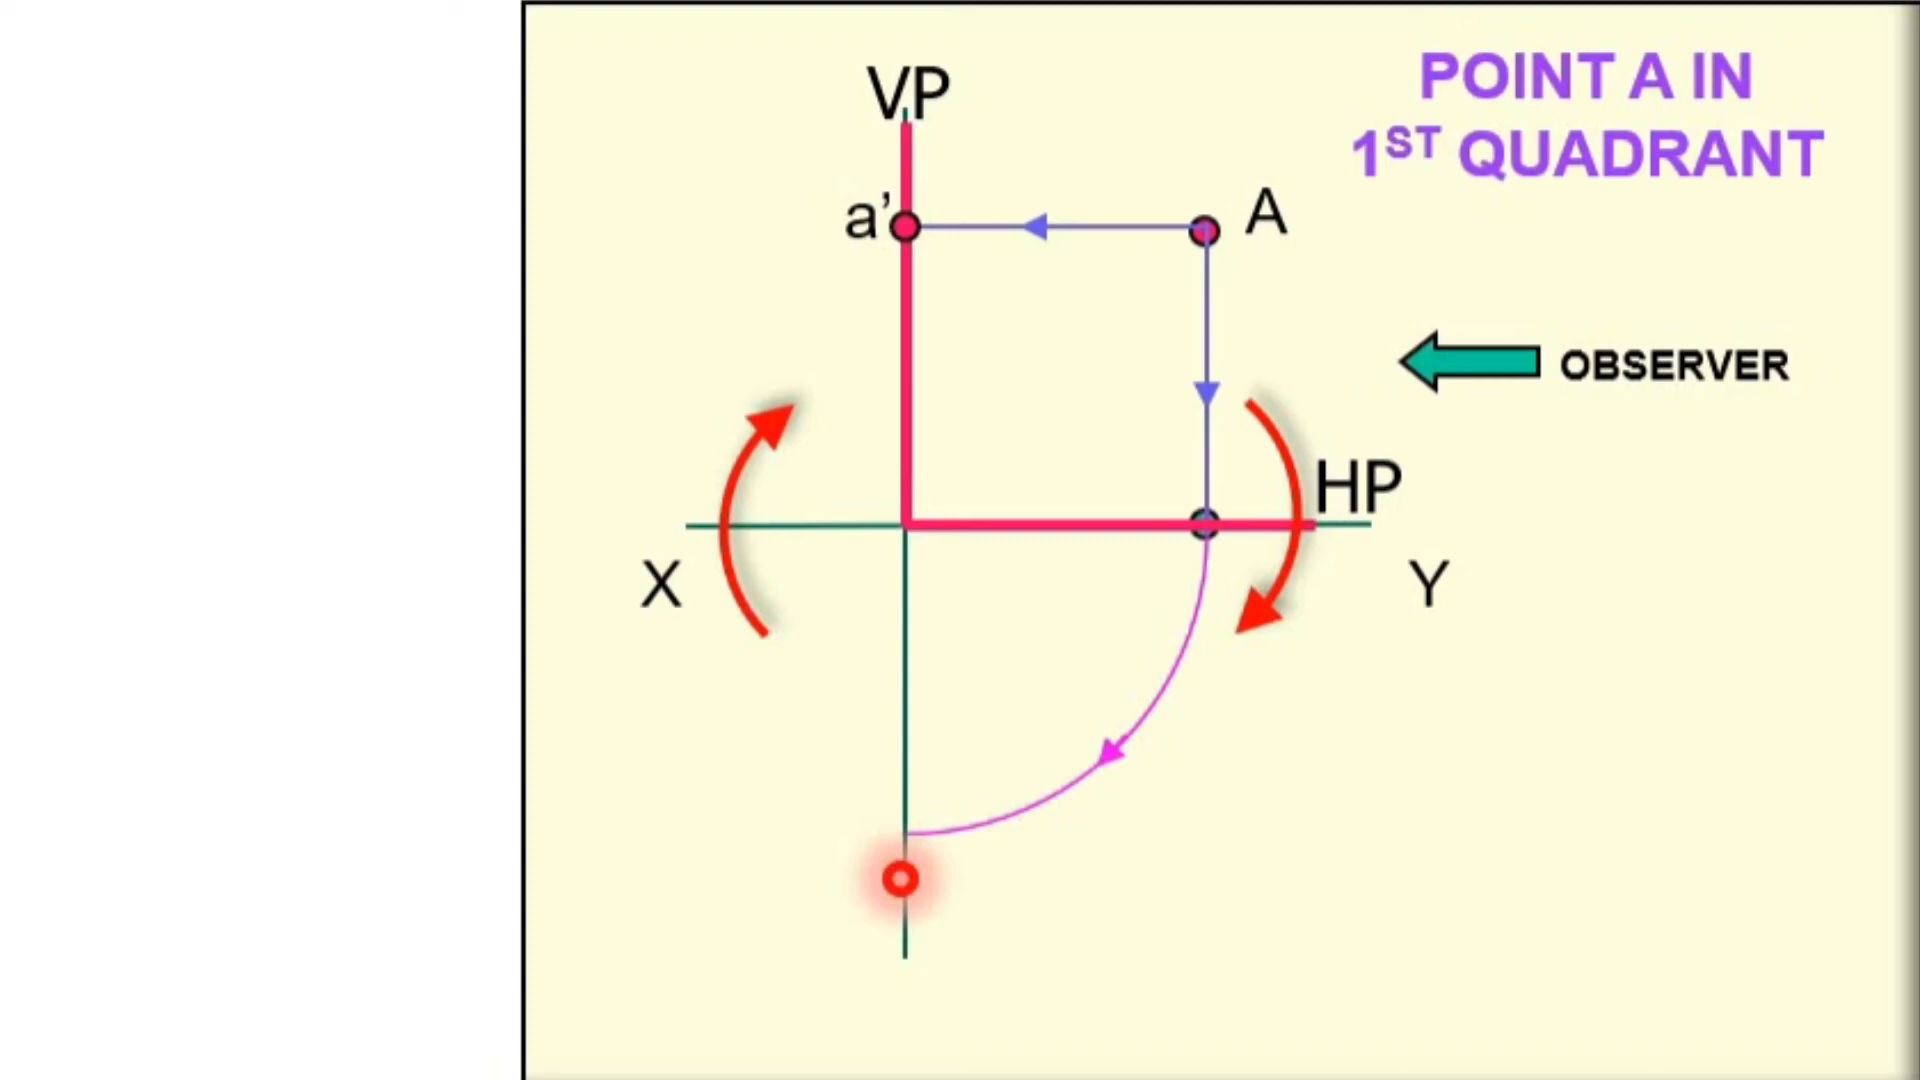 POINT A IN
1ST QUADRANT
VP
a’
A
OBSERVER
HP
X
Y